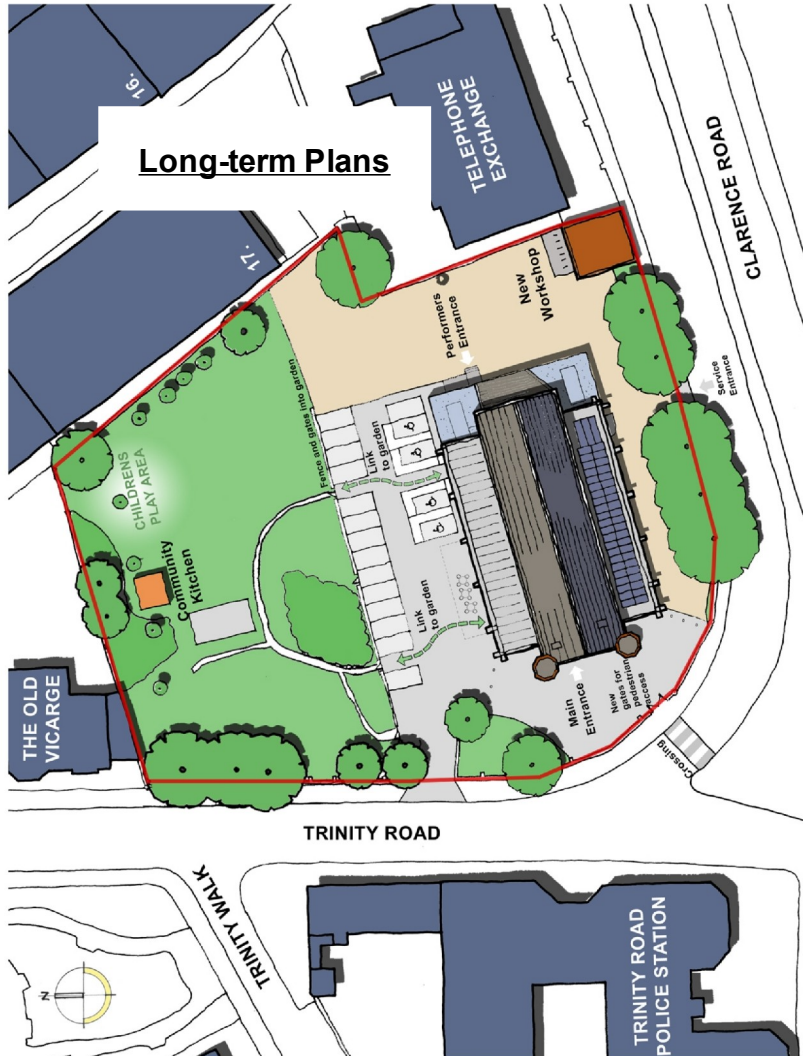 16.
Long-term Plans
TELEPHONE
EXCHANGE
CLARENCE ROAD
17.
New
Workshop
Performers
Entrance
Service
Entrance
Fence and gates into garden
Link
to garden
CHILDRENS
PLAY AREA
Community
Kitchen
Link
to garden
THE OLD
VICARGE
Main
Entrance
New
gates for
pedestrian
access
Crossing
TRINITY ROAD
TRINITY WALK
N
TRINITY ROAD
POLICE STATION